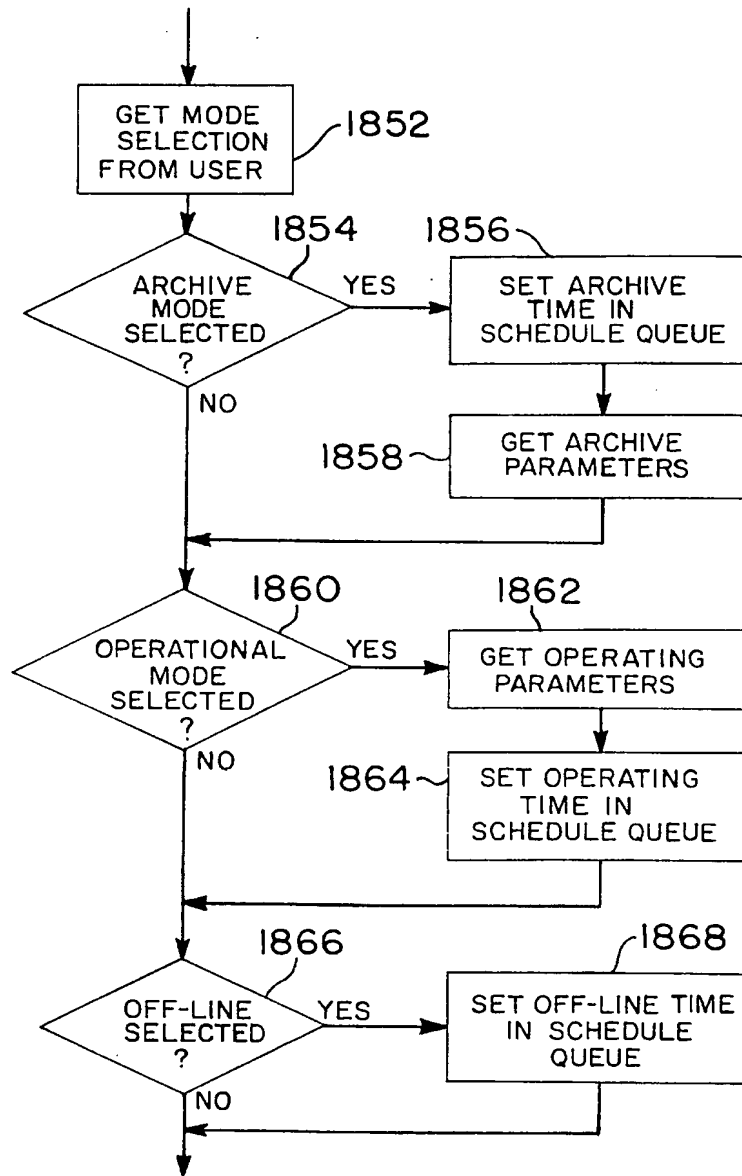 GET MODE
SELECTION
FROM USER
1852
1854
ARCHIVE
MODE
SELECTED
?
YES
NO
1856
SET ARCHIVE
TIME IN
SCHEDULE QUEUE
1858
GET ARCHIVE
PARAMETERS
1860
OPERATIONAL
MODE
SELECTED
?
YES
NO
1862
GET OPERATING
PARAMETERS
1864
SET OPERATING
TIME IN
SCHEDULE QUEUE
1866
OFF-LINE
SELECTED
?
YES
NO
1868
SET OFF-LINE TIME
IN SCHEDULE
QUEUE